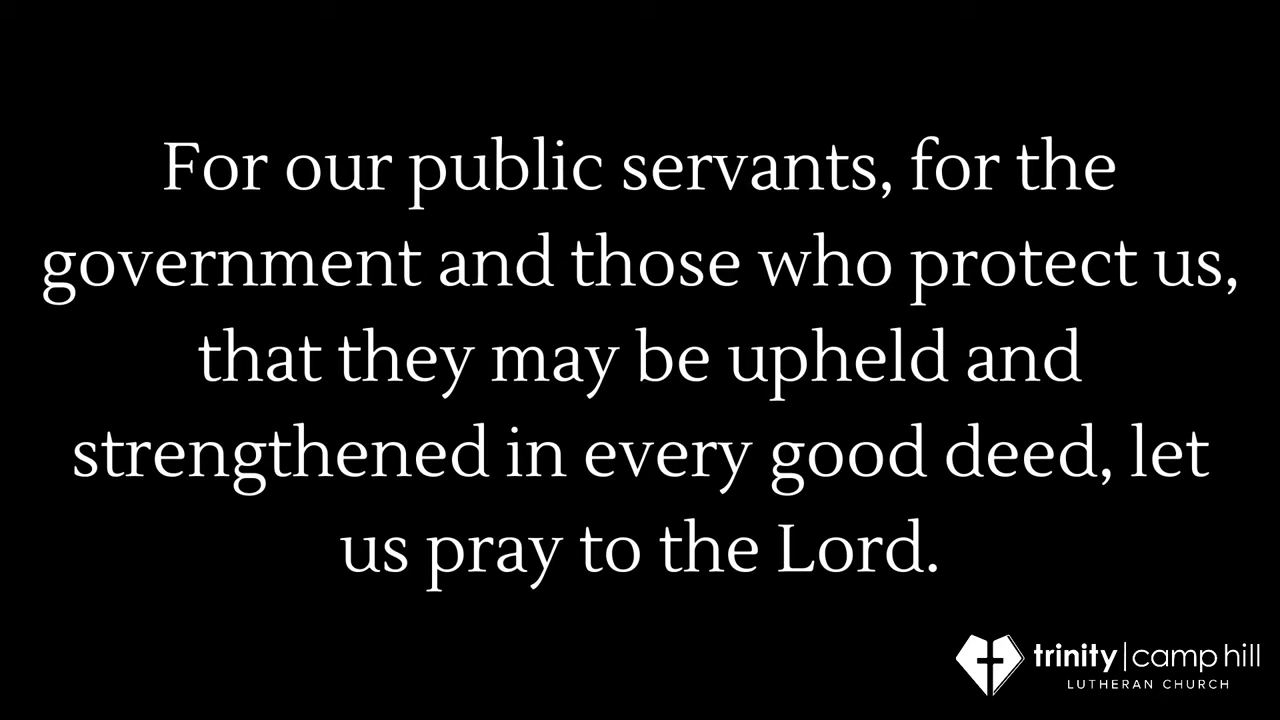 For our public servants, for the
government and those who protect us,
that they may be upheld and
strengthened in every good deed, let
us pray to the Lord.
trinity|camp hill
LUTHERAN CHURCH